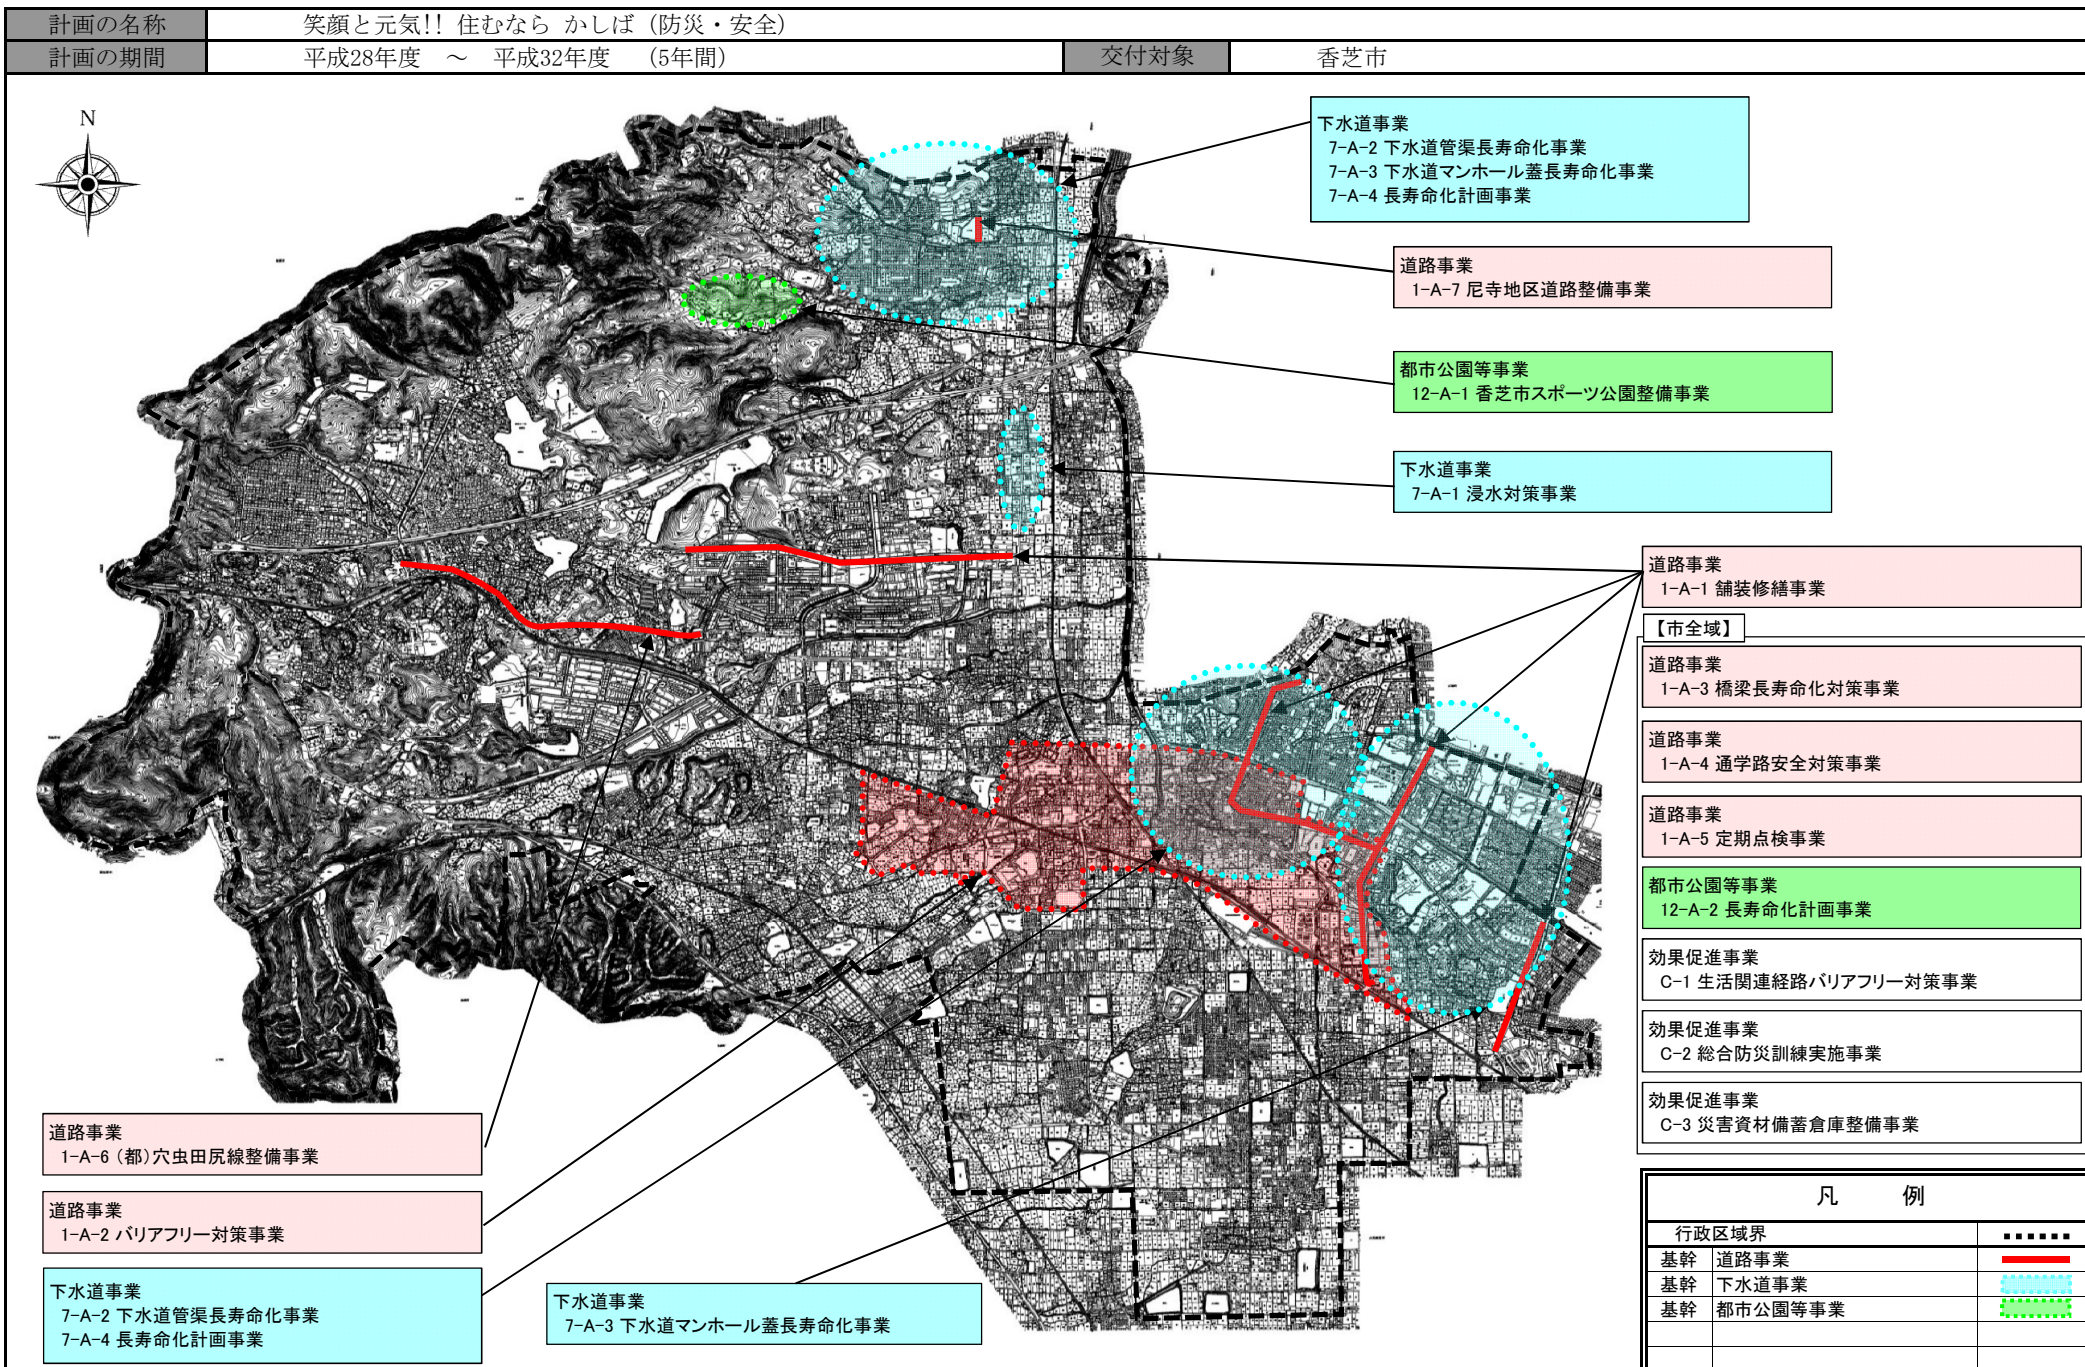 計画の名称 笑顔と元気!! 住むなら かしば（防災・安全）
計画の期間 平成28年度 ～ 平成32年度 （5年間） 交付対象 香芝市
N
下水道事業
7-A-2 下水道管渠長寿命化事業
7-A-3 下水道マンホール蓋長寿命化事業
7-A-4 長寿命化計画事業
道路事業
1-A-7 尼寺地区道路整備事業
都市公園等事業
12-A-1 香芝市スポーツ公園整備事業
下水道事業
7-A-1 浸水対策事業
道路事業
1-A-1 舗装修繕事業
【市全域】
道路事業
1-A-3 橋梁長寿命化対策事業
道路事業
1-A-4 通学路安全対策事業
道路事業
1-A-5 定期点検事業
都市公園等事業
12-A-2 長寿命化計画事業
効果促進事業
C-1 生活関連経路バリアフリー対策事業
効果促進事業
C-2 総合防災訓練実施事業
効果促進事業
C-3 災害資材備蓄倉庫整備事業
道路事業
1-A-6（都）穴虫田尻線整備事業
道路事業
1-A-2 バリアフリー対策事業
下水道事業
7-A-2 下水道管渠長寿命化事業
7-A-4 長寿命化計画事業
下水道事業
7-A-3 下水道マンホール蓋長寿命化事業
凡 例
行政区域界
基幹 道路事業
基幹 下水道事業
基幹 都市公園等事業